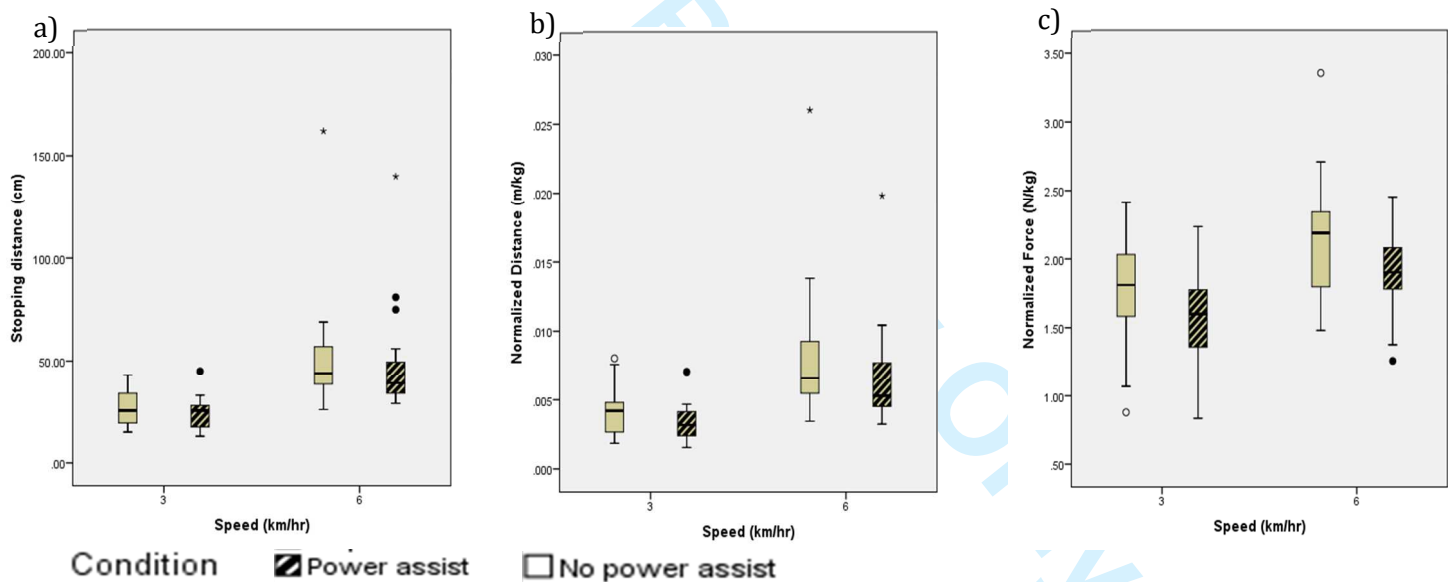 a)
200.00
150.00
100.00
50.00
.00
Stopping distance (cm)
3
6
Speed (km/hr)
b)
.030
.025
.020
.015
.010
.005
.000
Normalized Distance (m/kg)
3
6
Speed (km/hr)
c)
3.50
3.00
2.50
2.00
1.50
1.00
.50
Normalized Force (N/kg)
3
6
Speed (km/hr)
Condition
Power assist
No power assist